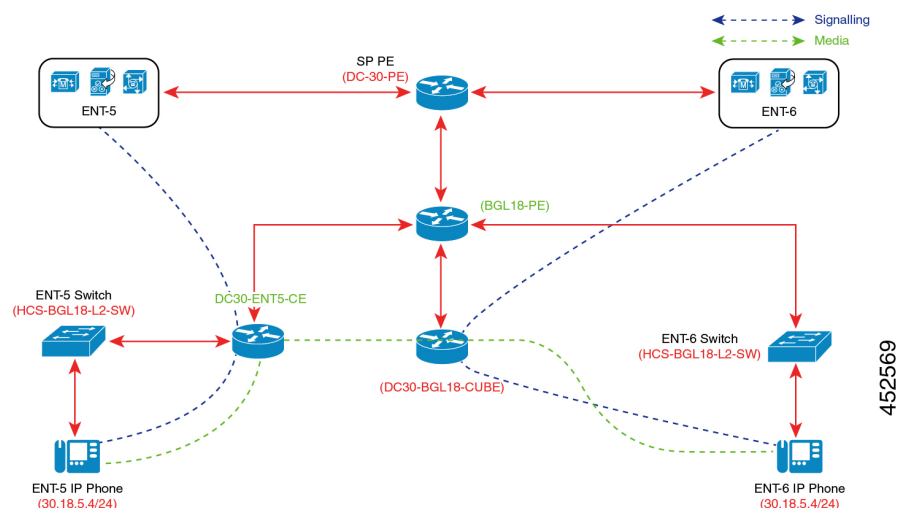 Signalling
Media
SP PE
(DC-30-PE)
M
ENT-5
M
ENT-6
(BGL18-PE)
ENT-5 Switch
(HCS-BGL18-L2-SW)
DC30-ENT5-CE
ENT-6 Switch
(HCS-BGL18-L2-SW)
(DC30-BGL18-CUBE)
452569
ENT-5 IP Phone
(30.18.5.4/24)
ENT-6 IP Phone
(30.18.5.4/24)